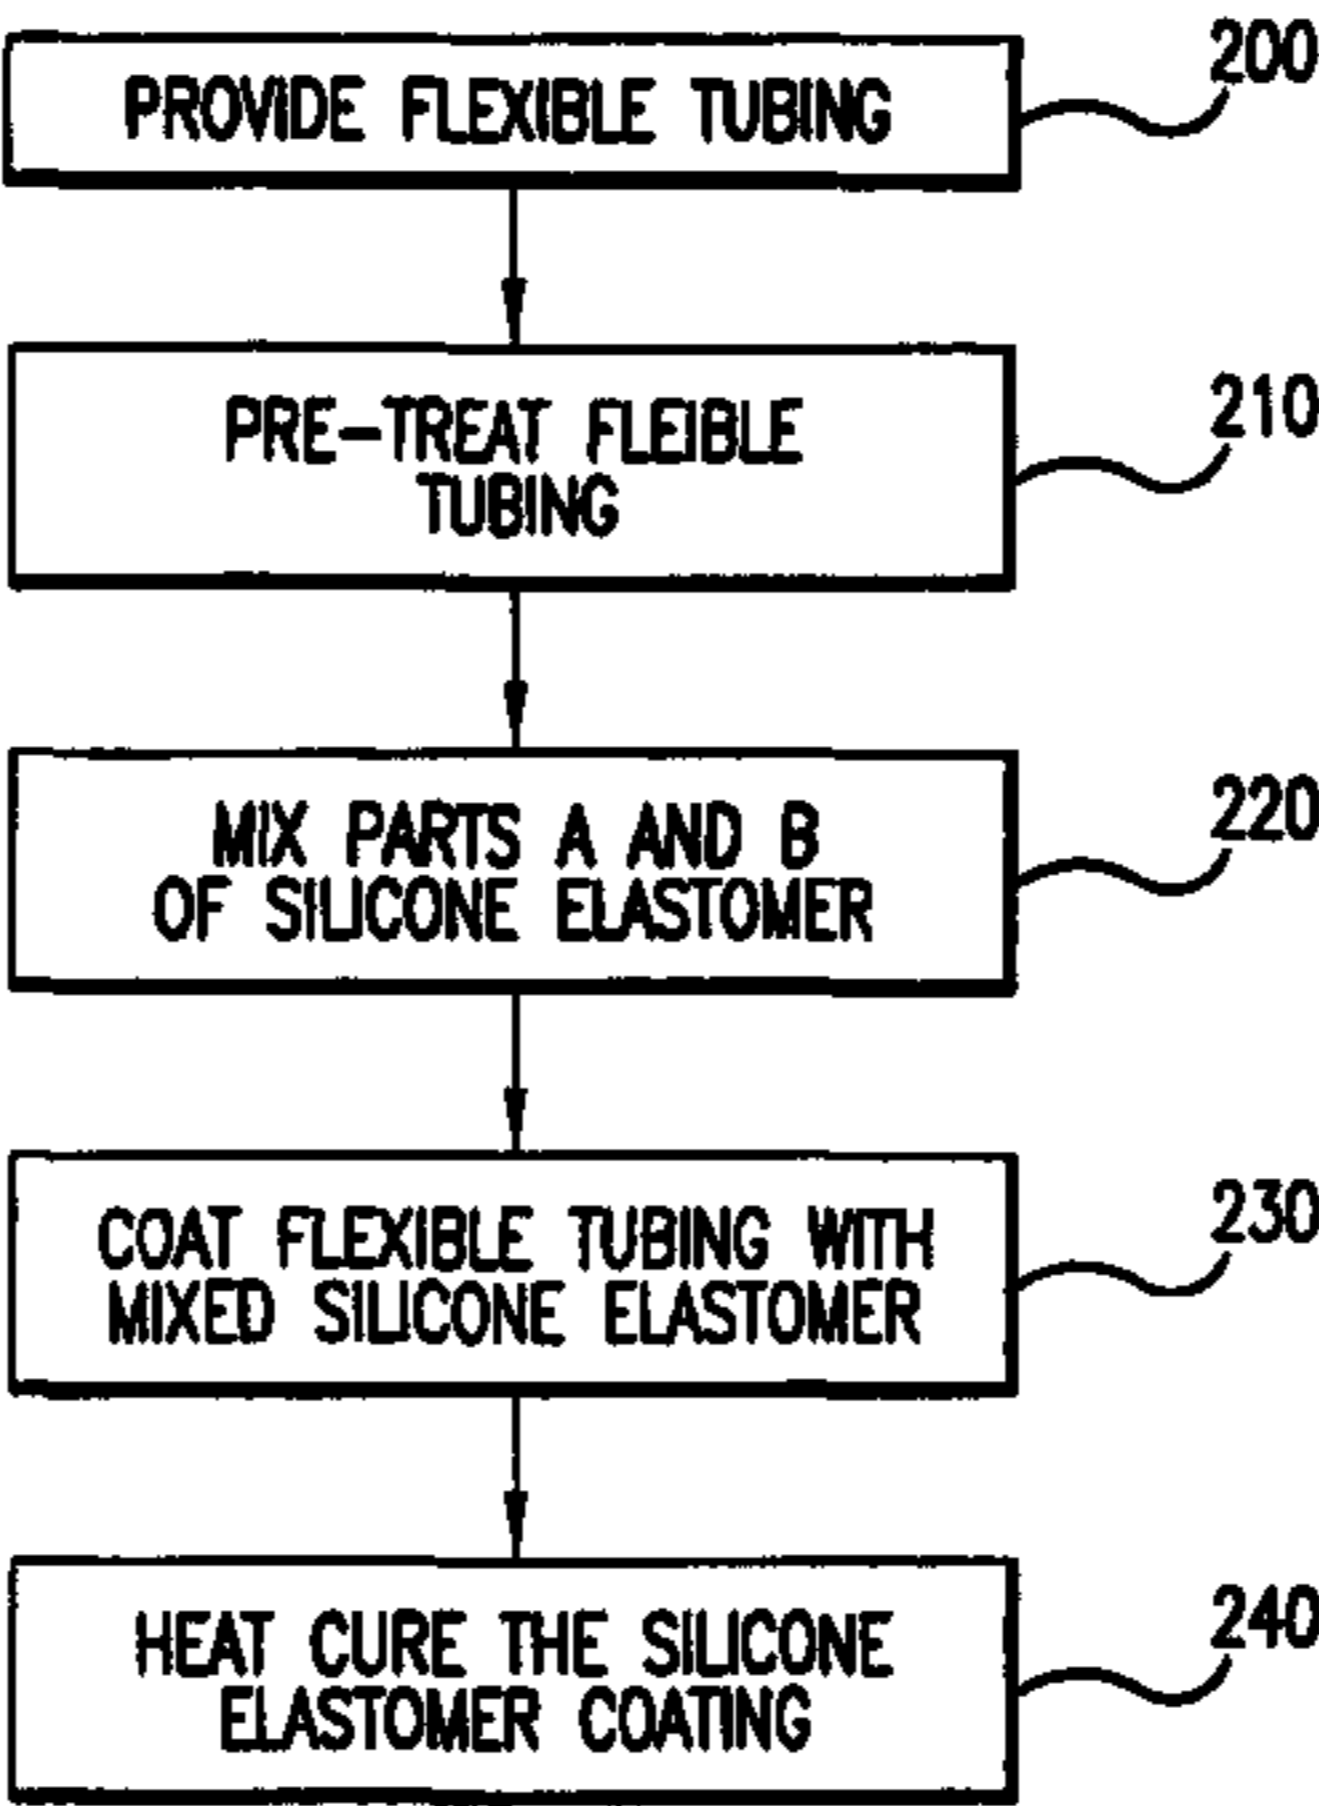 PROVIDE FLEXIBLE TUBING
200
PRE-TREAT FLEIBLE
TUBING
210
MIX PARTS A AND B
OF SILICONE ELASTOMER
220
COAT FLEXIBLE TUBING WITH
MIXED SILICONE ELASTOMER
230
HEAT CURE THE SILICONE
ELASTOMER COATING
240